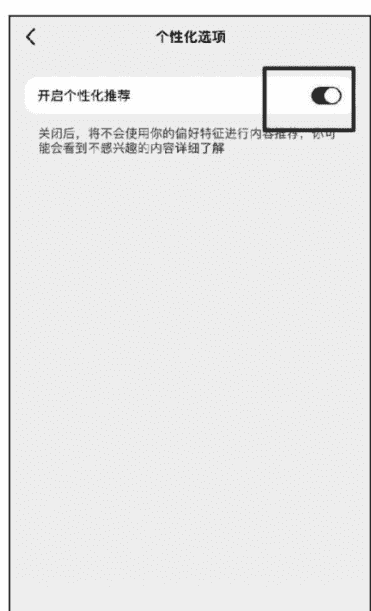 个性化选项
开启个性化推荐
关闭后，将不会使用你的偏好特征进行内容推荐，你可
能会看到不感兴趣的内容详细了解